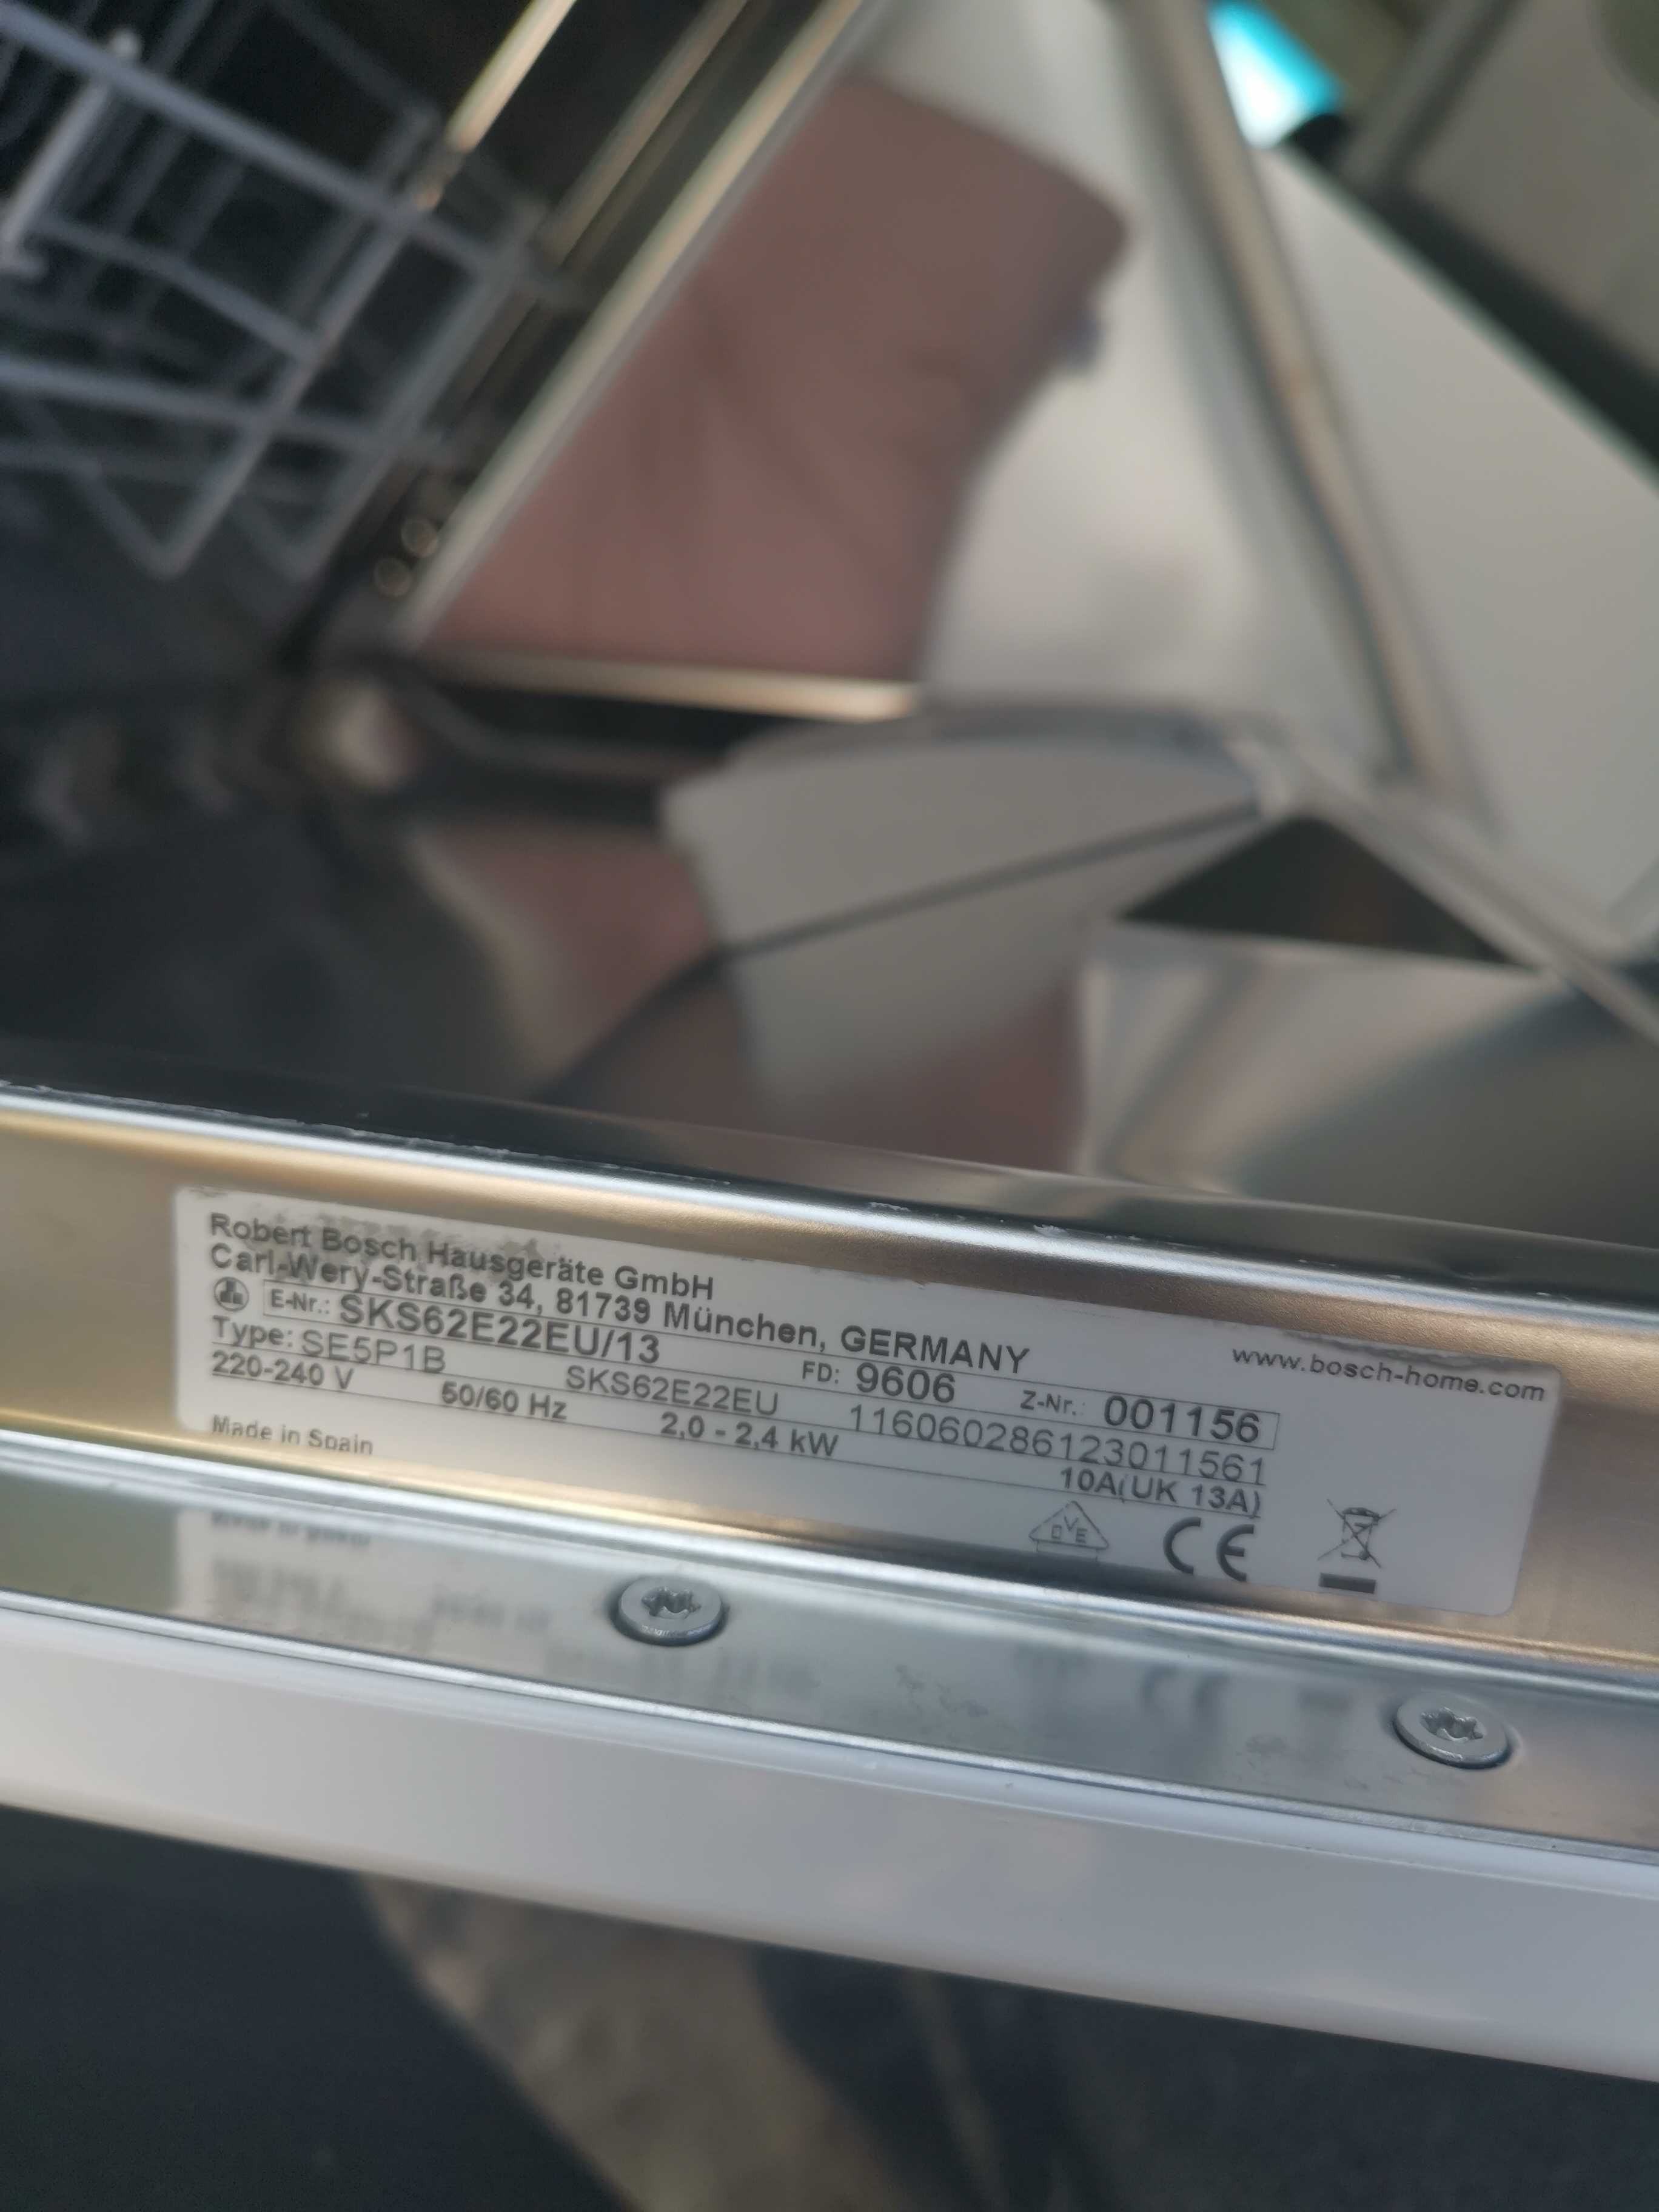 Robert Bosch Hausgeräte GmbH
Carl-Wery-Straße 34, 81739 München, GERMANY
www.bosch-home.com
E-Nr.: SKS62E22EU/13 FD: 9606 Z-Nr.: 001156
Type: SE5P1B SKS62E22EU 116060286123011561
220-240 V 50/60 Hz 2,0 - 2,4 kW 10A(UK 13A)
Made in Spain
DVE CE